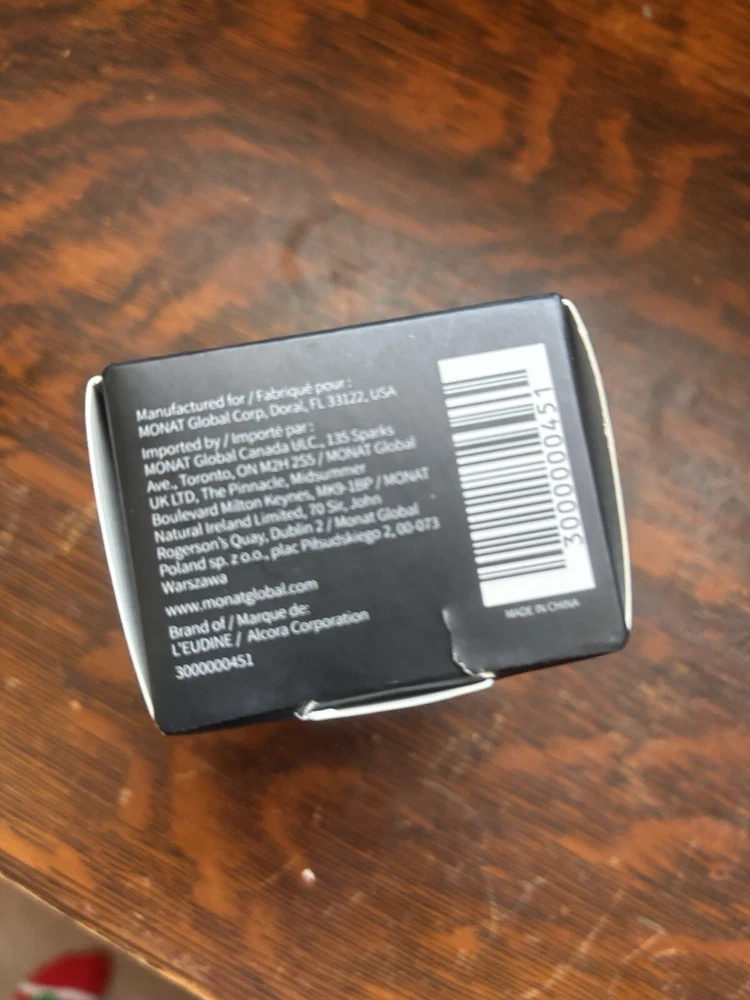 Manufactured for / Fabriqué pour :
MONAT Global Corp, Doral, FL 33122, USA
Imported by / Importé par :
MONAT Global Canada ULC., 135 Sparks
Ave., Toronto, ON M2H 2S5 / MONAT Global
UK LTD, The Pinnacle, Midsummer
Boulevard Milton Keynes, MK9-1BP / MONAT
Natural Ireland Limited, 70 Sir, John
Rogerson's Quay, Dublin 2 / Monat Global
Poland sp. z o.o., plac Piłsudskiego 2, 00-073
Warszawa
www.monatglobal.com
Brand of / Marque de:
L'EUDINE / Alcora Corporation
3000000451
3000000451
MADE IN CHINA